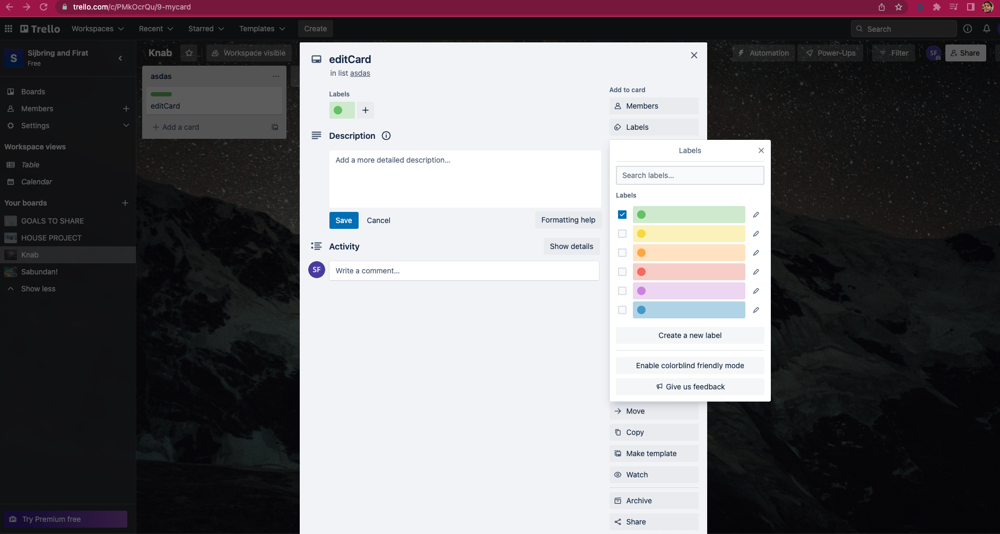 trello.com/c/PMkOcrQu/9-mycard
Trello
Workspaces
Recent
Starred
Templates
Create
Search
S
Sijbring and Firat
Free
Boards
Members
Settings
Workspace views
Table
Calendar
Your boards
GOALS TO SHARE
HOUSE PROJECT
Knab
Sabundan!
Show less
Try Premium free
Knab
Workspace visible
Automation
Power-Ups
Filter
SF
Share
asdas
editCard
Add a card
editCard
in list asdas
Labels
Description
Add a more detailed description…
Save
Cancel
Formatting help
Activity
Show details
SF
Write a comment…
Add to card
Members
Labels
Labels
Search labels…
Labels
Create a new label
Enable colorblind friendly mode
Give us feedback
Move
Copy
Make template
Watch
Archive
Share